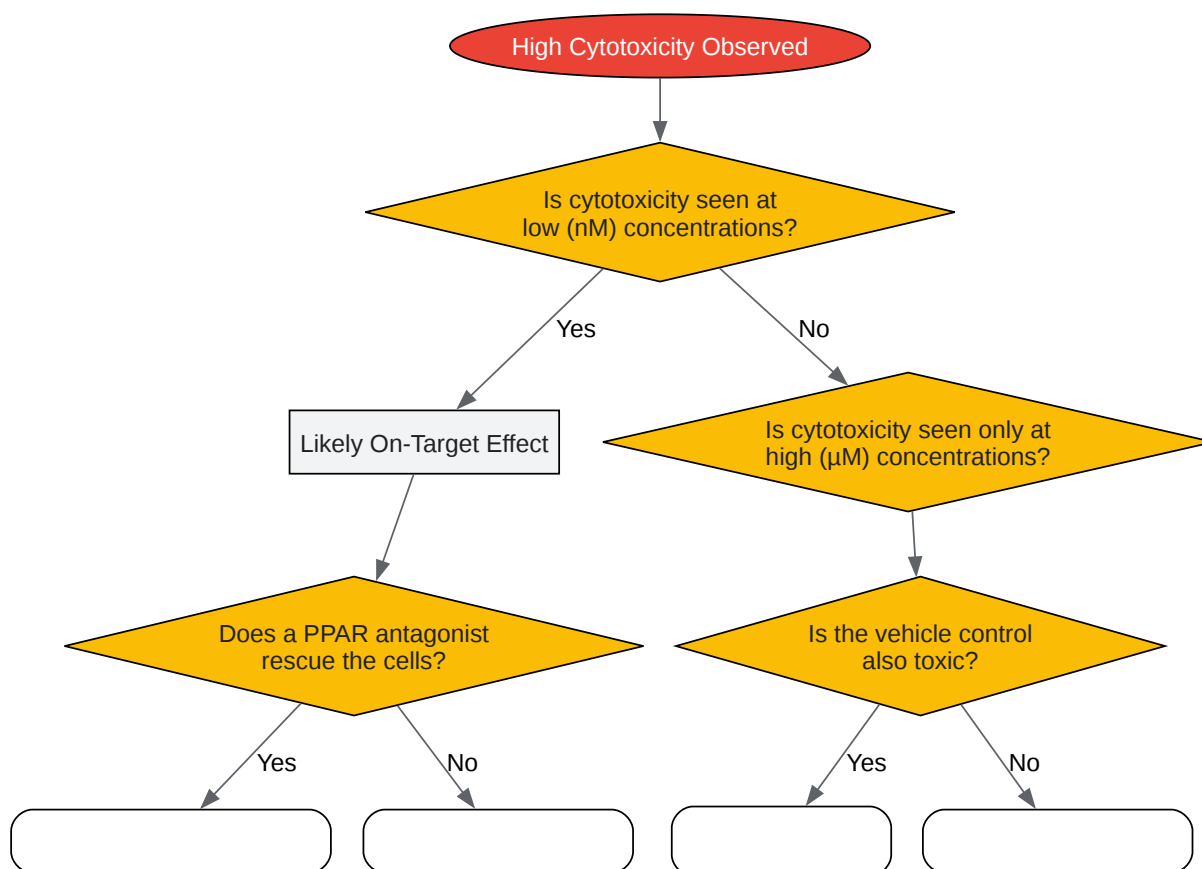 High Cytotoxicity Observed
Is cytotoxicity seen at
low (nM) concentrations?
Yes
No
Likely On-Target Effect
Is cytotoxicity seen only at
high (µM) concentrations?
Does a PPAR antagonist
rescue the cells?
Is the vehicle control
also toxic?
Yes
No
Yes
No